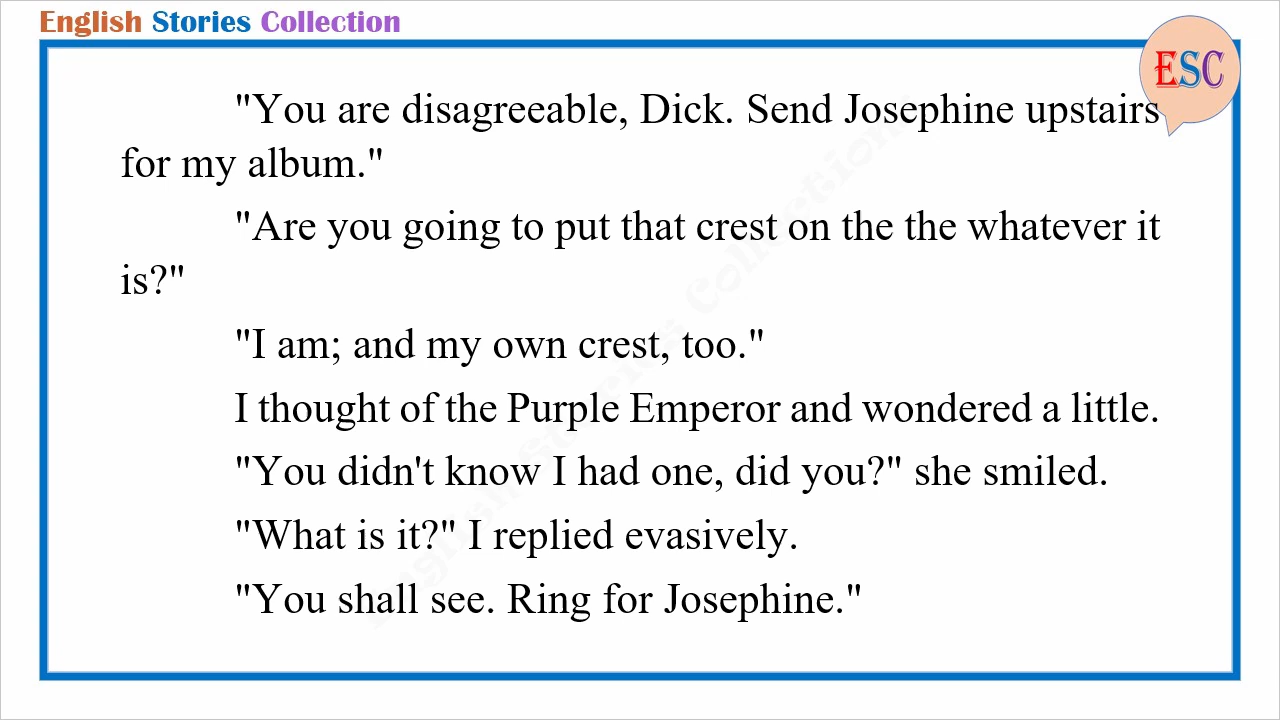 English Stories Collection
ESC
"You are disagreeable, Dick. Send Josephine upstairs
for my album."
"Are you going to put that crest on the the whatever it
is?"
"I am; and my own crest, too."
I thought of the Purple Emperor and wondered a little.
"You didn't know I had one, did you?" she smiled.
"What is it?" I replied evasively.
"You shall see. Ring for Josephine."
English Stories Collection